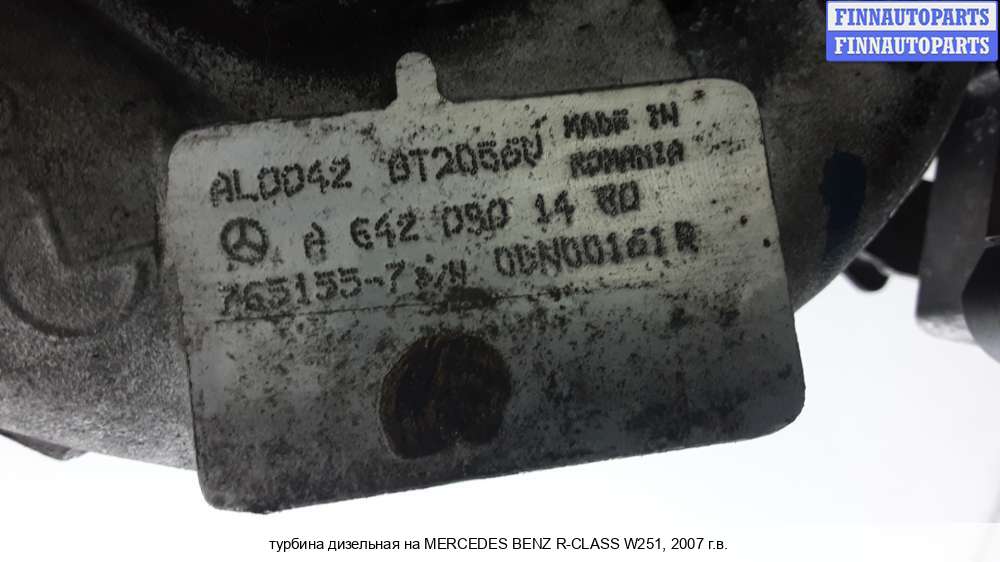 FINNAUTOPARTS
FINNAUTOPARTS
AL0042 GT2056V MADE IN
ROMANIA
A 642 090 14 80
765155-7 S/N 0DN00161R
турбина дизельная на MERCEDES BENZ R-CLASS W251, 2007 г.в.